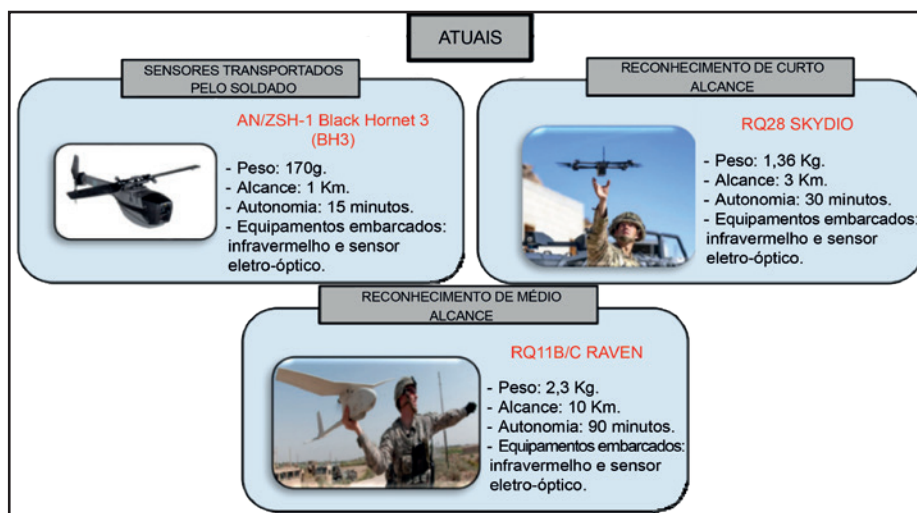 ATUAIS
SENSORES TRANSPORTADOS
PELO SOLDADO
AN/ZSH-1 Black Hornet 3
(BH3)
- Peso: 170g.
- Alcance: 1 Km.
- Autonomia: 15 minutos.
- Equipamentos embarcados:
infravermelho e sensor
eletro-óptico.
RECONHECIMENTO DE CURTO
ALCANCE
RQ28 SKYDIO
- Peso: 1,36 Kg.
- Alcance: 3 Km.
- Autonomia: 30 minutos.
- Equipamentos embarcados:
infravermelho e sensor
eletro-óptico.
RECONHECIMENTO DE MÉDIO
ALCANCE
RQ11B/C RAVEN
- Peso: 2,3 Kg.
- Alcance: 10 Km.
- Autonomia: 90 minutos.
- Equipamentos embarcados:
infravermelho e sensor
eletro-óptico.